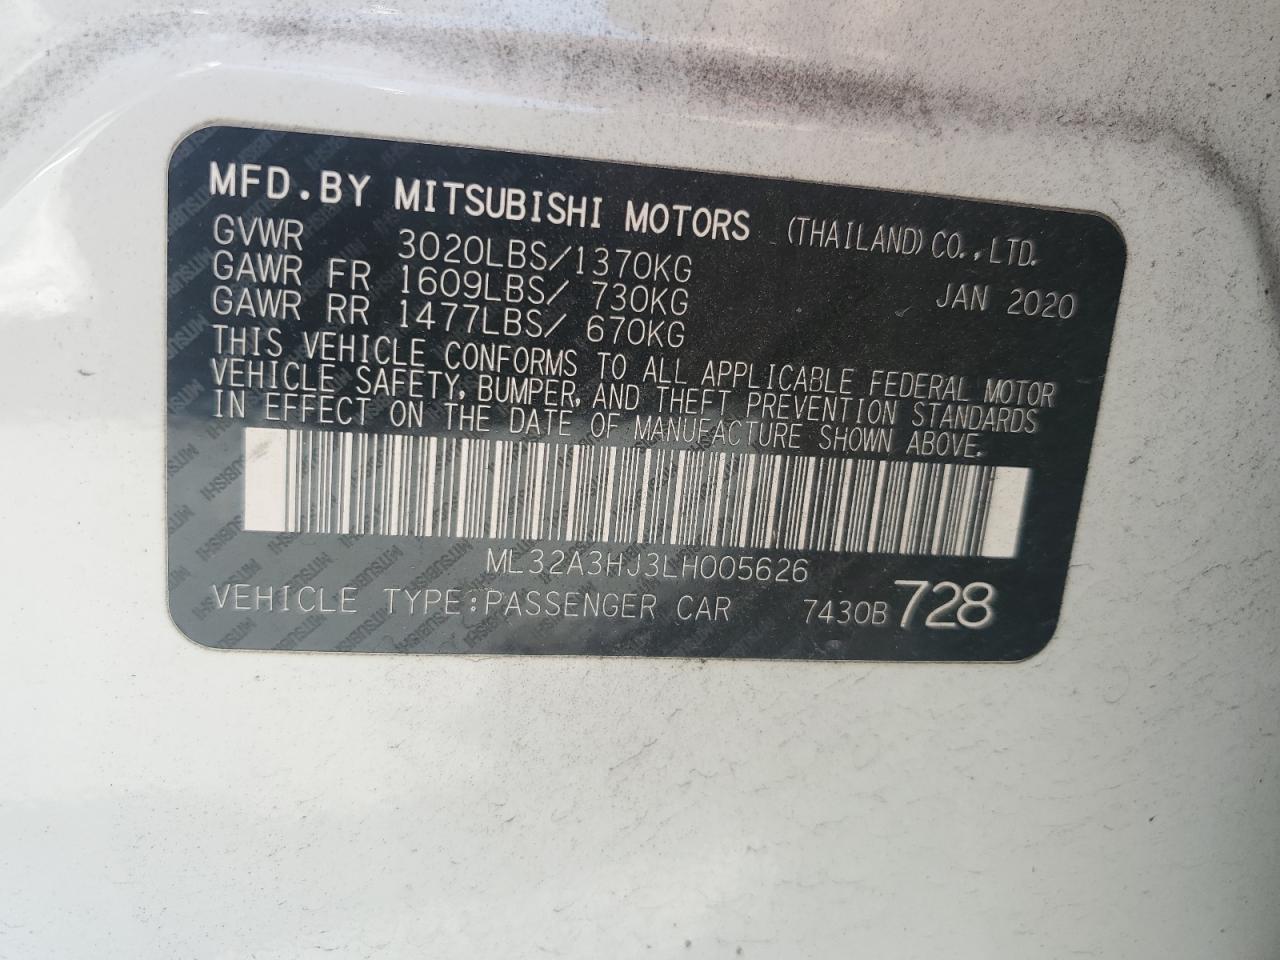 MFD.BY MITSUBISHI MOTORS (THAILAND) CO., LTD.
GVWR 3020LBS/1370KG JAN 2020
GAWR FR 1609LBS/ 730KG
GAWR RR 1477LBS/ 670KG
THIS VEHICLE CONFORMS TO ALL APPLICABLE FEDERAL MOTOR
VEHICLE SAFETY, BUMPER, AND THEFT PREVENTION STANDARDS
IN EFFECT ON THE DATE OF MANUFACTURE SHOWN ABOVE.
ML32A3HJ3LH005626
VEHICLE TYPE:PASSENGER CAR 7430B 728